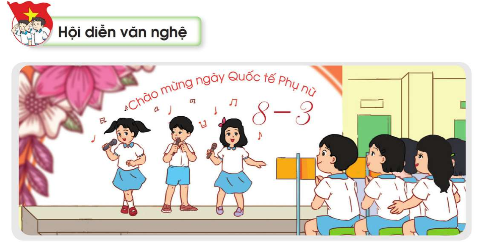 Hội diễn văn nghệ
Chào mừng ngày Quốc tế Phụ nữ
8-3